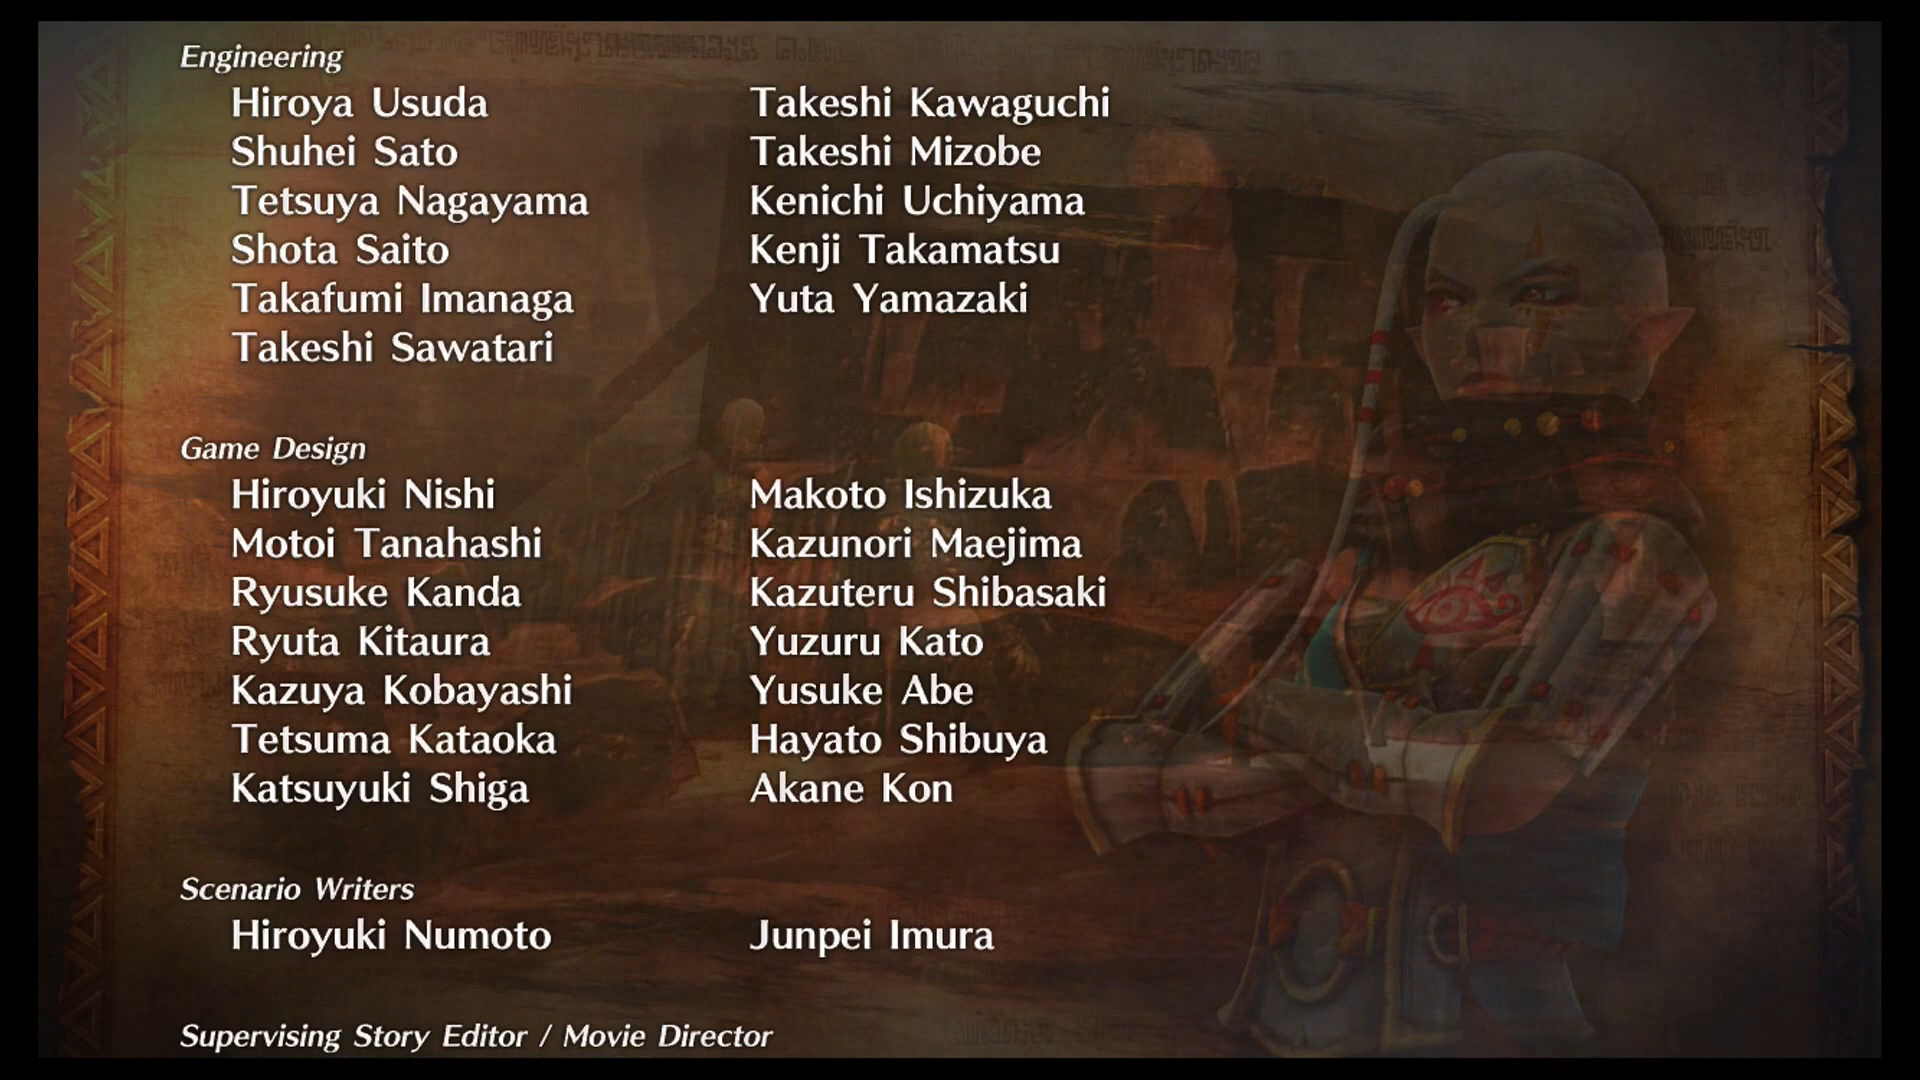 Engineering
Hiroya Usuda Takeshi Kawaguchi
Shuhei Sato Takeshi Mizobe
Tetsuya Nagayama Kenichi Uchiyama
Shota Saito Kenji Takamatsu
Takafumi Imanaga Yuta Yamazaki
Takeshi Sawatari
Game Design
Hiroyuki Nishi Makoto Ishizuka
Motoi Tanahashi Kazunori Maejima
Ryusuke Kanda Kazuteru Shibasaki
Ryuta Kitaura Yuzuru Kato
Kazuya Kobayashi Yusuke Abe
Tetsuma Kataoka Hayato Shibuya
Katsuyuki Shiga Akane Kon
Scenario Writers
Hiroyuki Numoto Junpei Imura
Supervising Story Editor / Movie Director